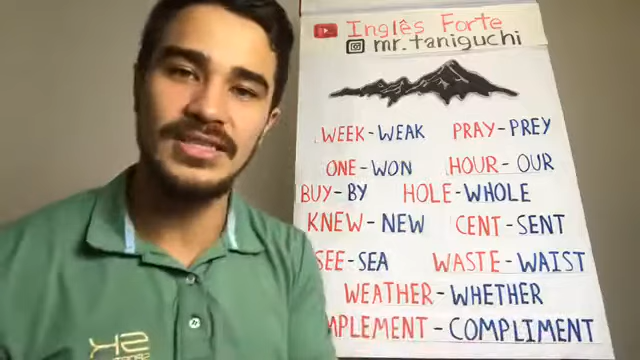 Inglês Forte
mr.taniguchi
WEEK-WEAK PRAY-PREY
ONE-WON HOUR-OUR
BUY-BY HOLE-WHOLE
KNEW-NEW CENT-SENT
SEE-SEA WASTE-WAIST
WEATHER-WHETHER
MPLEMENT-COMPLIMENT